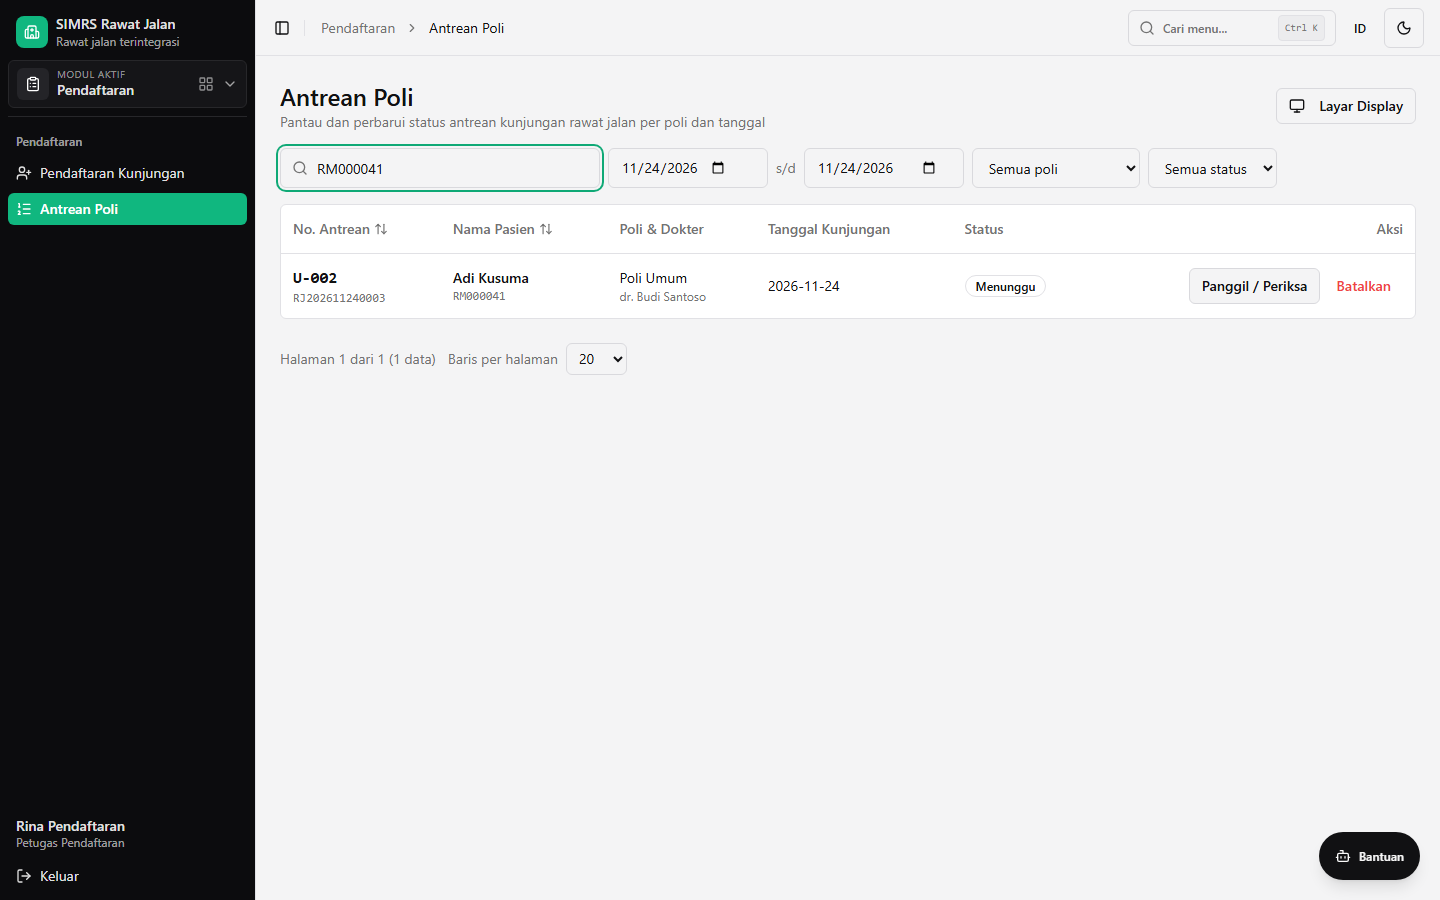 SIMRS Rawat Jalan
Rawat jalan terintegrasi
MODUL AKTIF
Pendaftaran
Pendaftaran
Pendaftaran Kunjungan
Antrean Poli
Rina Pendaftaran
Petugas Pendaftaran
Keluar
Pendaftaran > Antrean Poli
Cari menu... Ctrl K
ID
Antrean Poli
Pantau dan perbarui status antrean kunjungan rawat jalan per poli dan tanggal
Layar Display
RM000041 11/24/2026 s/d 11/24/2026 Semua poli Semua status
No. Antrean Nama Pasien Poli & Dokter Tanggal Kunjungan Status Aksi
U-002 Adi Kusuma Poli Umum 2026-11-24 Menunggu Panggil / Periksa Batalkan
RJ202611240003 RM000041 dr. Budi Santoso
Halaman 1 dari 1 (1 data) Baris per halaman 20
Bantuan